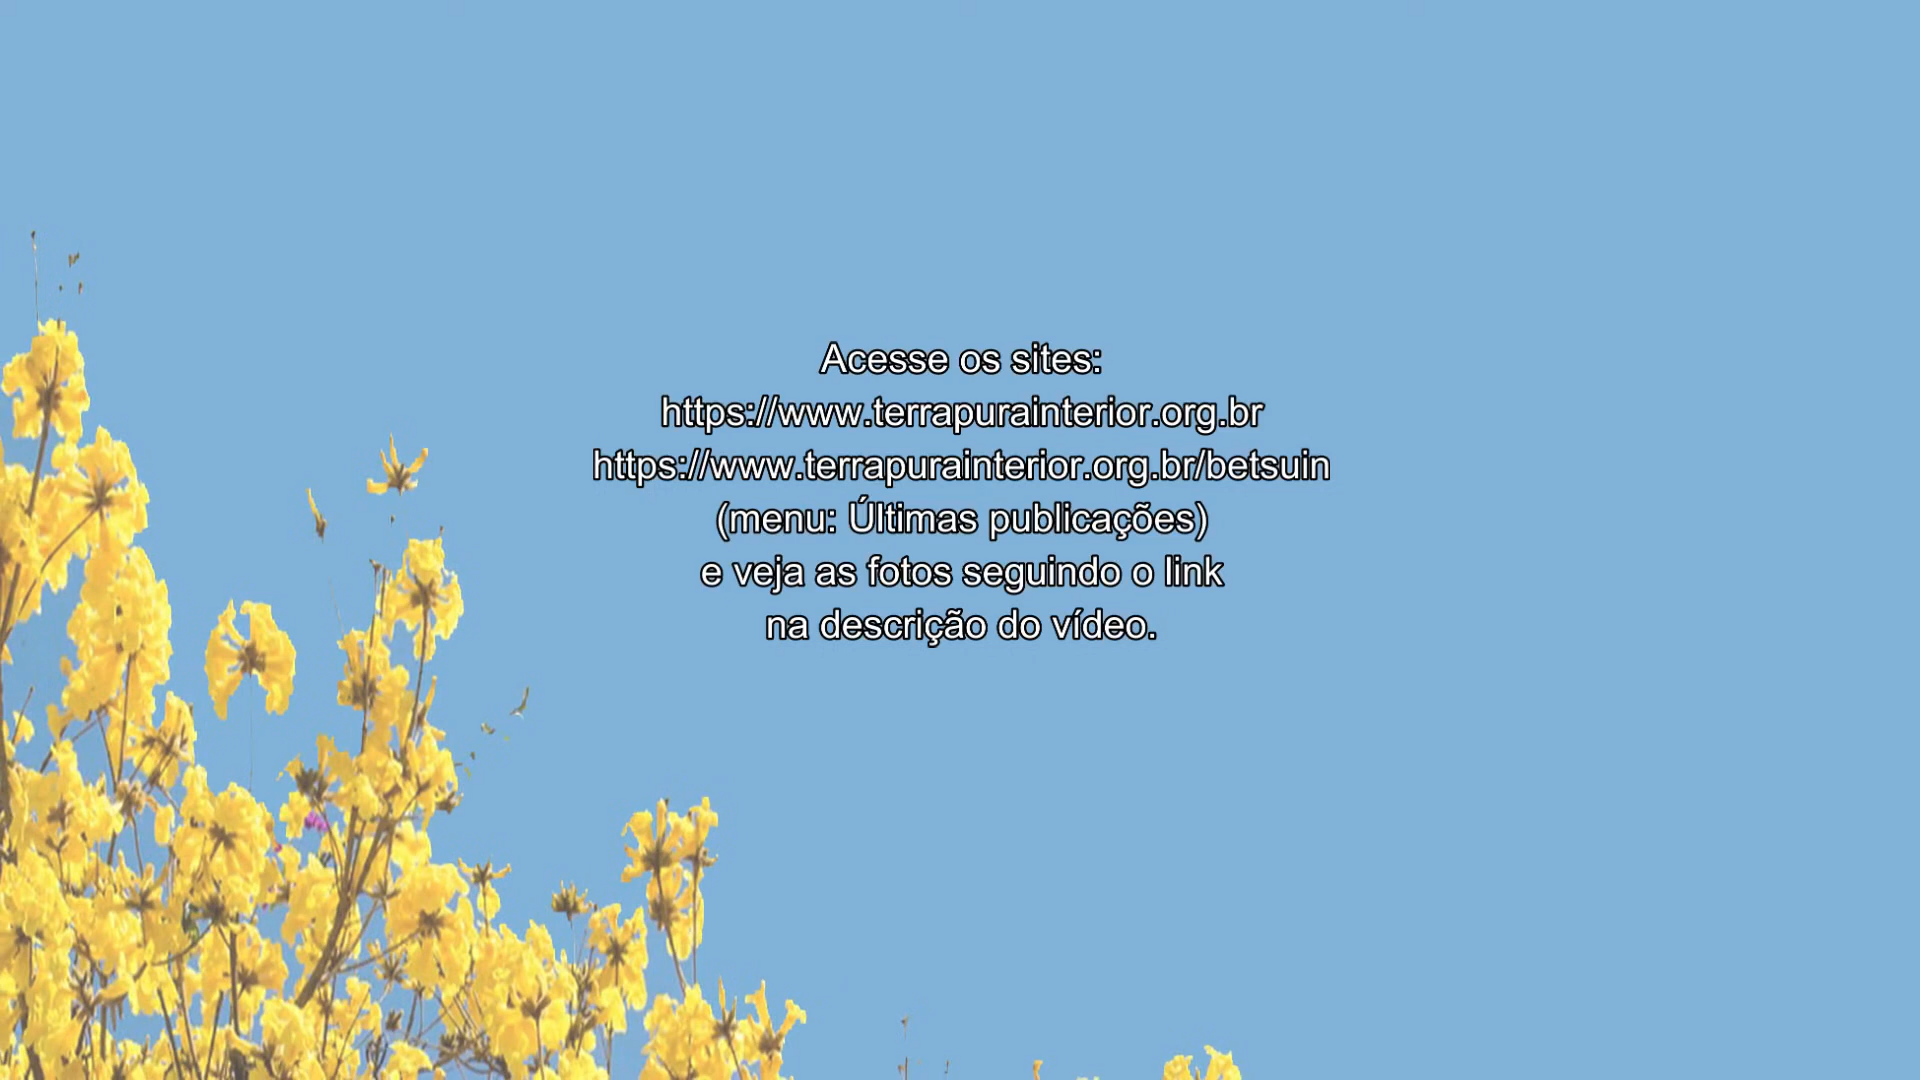 Acesse os sites:
https://www.terrapurainterior.org.br
https://www.terrapurainterior.org.br/betsuin
(menu: Últimas publicações)
e veja as fotos seguindo o link
na descrição do vídeo.